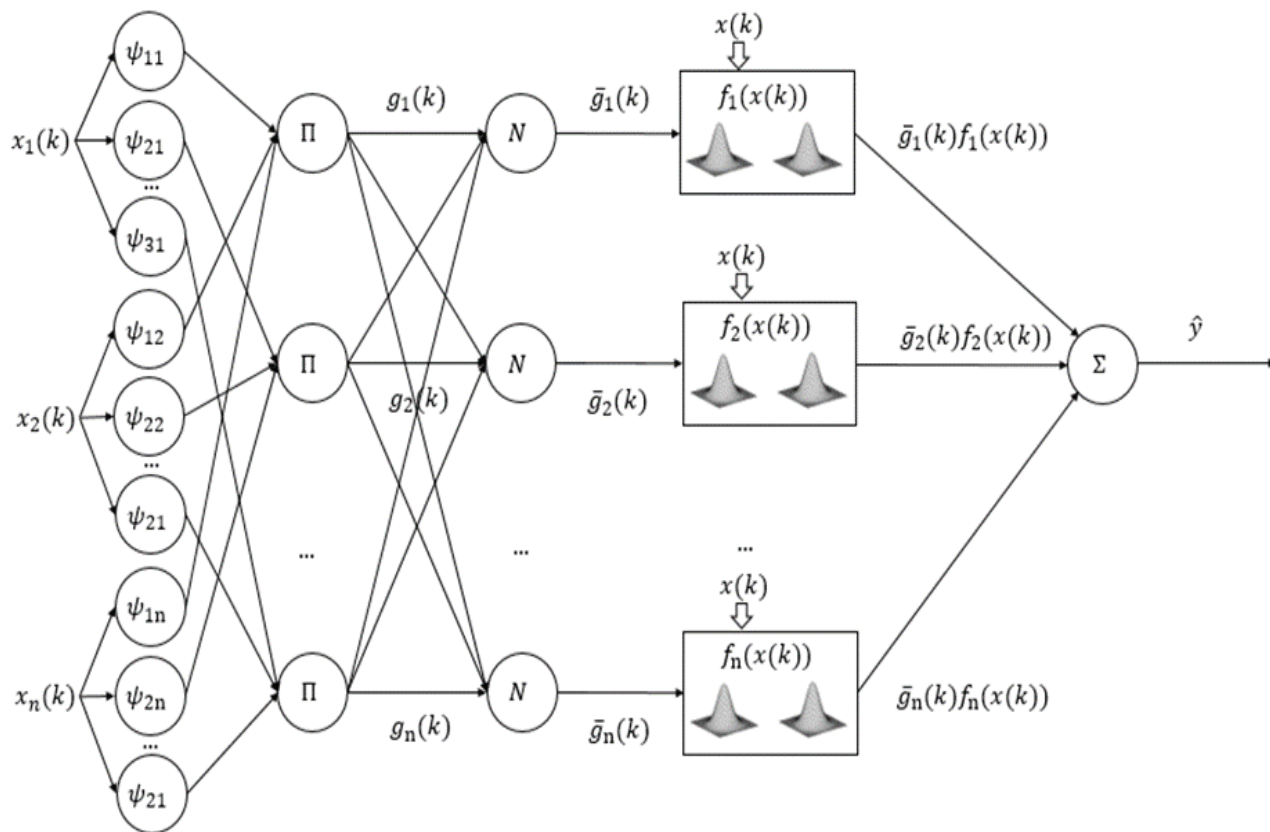 x₁(k)
ψ₁₁
ψ₂₁
...
ψ₃₁
x₂(k)
ψ₁₂
ψ₂₂
...
ψ₂₁
xₙ(k)
ψ₁ₙ
ψ₂ₙ
...
ψ₂₁
Π
Π
...
Π
g₁(k)
g₂(k)
gₙ(k)
N
N
...
N
ḡ₁(k)
ḡ₂(k)
ḡₙ(k)
x(k)
f₁(x(k))
x(k)
f₂(x(k))
...
x(k)
fₙ(x(k))
ḡ₁(k)f₁(x(k))
ḡ₂(k)f₂(x(k))
ḡₙ(k)fₙ(x(k))
Σ
ŷ